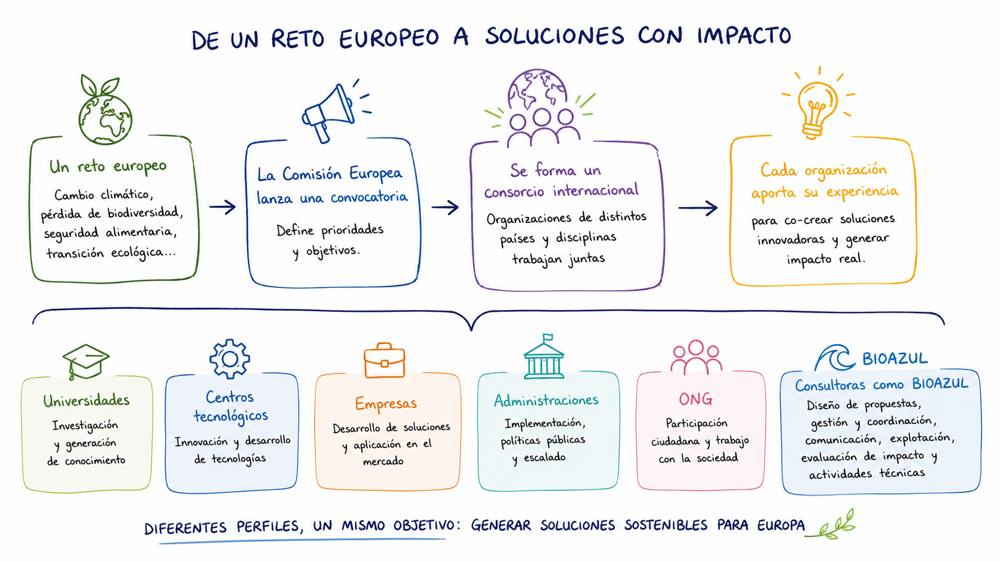 DE UN RETO EUROPEO A SOLUCIONES CON IMPACTO
Un reto europeo
Cambio climático,
pérdida de biodiversidad,
seguridad alimentaria,
transición ecológica...
La Comisión Europea
lanza una convocatoria
Define prioridades
y objetivos.
Se forma un
consorcio internacional
Organizaciones de distintos
países y disciplinas
trabajan juntas
Cada organización
aporta su experiencia
para co-crear soluciones
innovadoras y generar
impacto real.
Universidades
Investigación
y generación
de conocimiento
Centros
tecnológicos
Innovación y desarrollo
de tecnologías
Empresas
Desarrollo de soluciones
y aplicación en el
mercado
Administraciones
Implementación,
políticas públicas
y escalado
ONG
Participación
ciudadana y trabajo
con la sociedad
BIOAZUL
Consultoras como BIOAZUL
Diseño de propuestas,
gestión y coordinación,
comunicación, explotación,
evaluación de impacto y
actividades técnicas
DIFERENTES PERFILES, UN MISMO OBJETIVO: GENERAR SOLUCIONES SOSTENIBLES PARA EUROPA